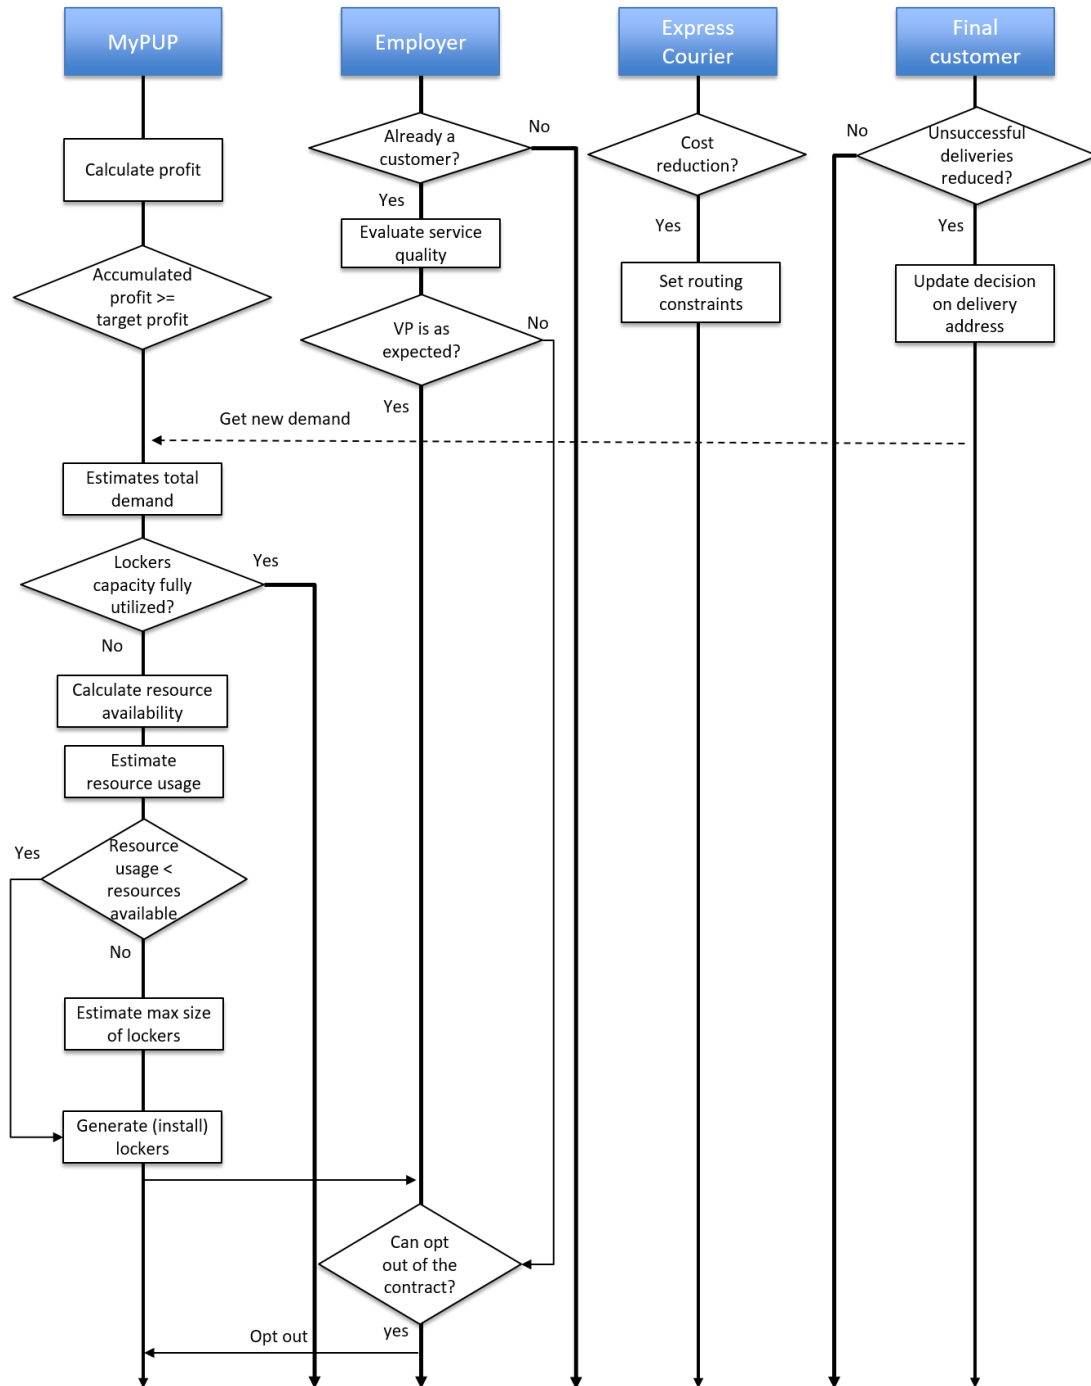 MyPUP
Employer
Express
Courier
Final
customer
Calculate profit
Accumulated
profit >=
target profit
Already a
customer?
No
Yes
Evaluate service
quality
VP is as
expected?
No
Yes
Cost
reduction?
Yes
Set routing
constraints
No
Unsuccessful
deliveries
reduced?
Yes
Update decision
on delivery
address
Get new demand
Estimates total
demand
Lockers
capacity fully
utilized?
Yes
No
Calculate resource
availability
Estimate
resource usage
Resource
usage <
resources
available
Yes
No
Estimate max size
of lockers
Generate (install)
lockers
Can opt
out of the
contract?
yes
Opt out